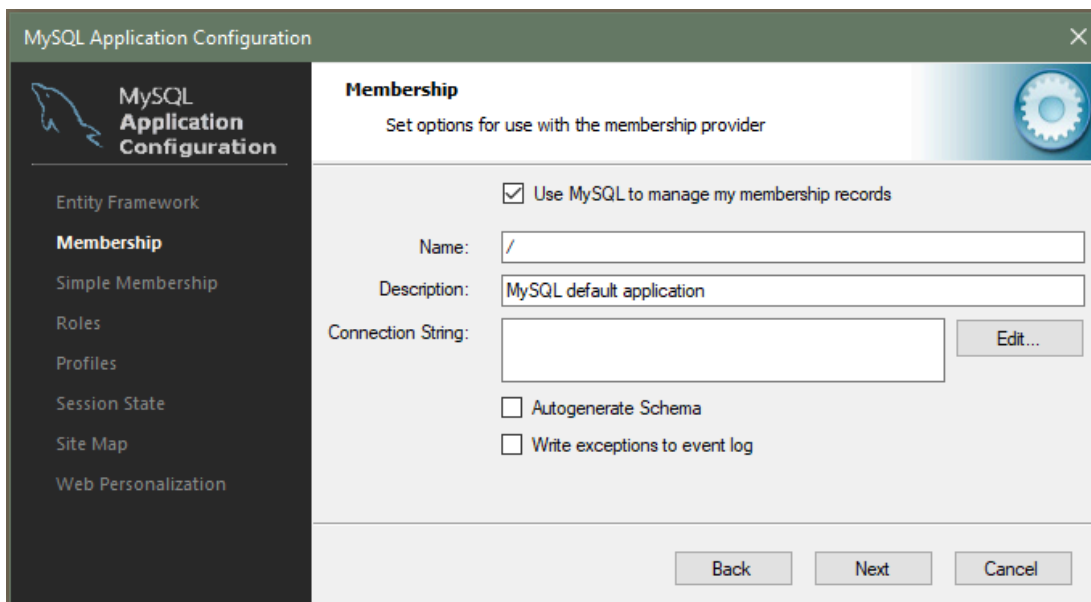 MySQL Application Configuration
MySQL
Application
Configuration
Entity Framework
Membership
Simple Membership
Roles
Profiles
Session State
Site Map
Web Personalization
Membership
Set options for use with the membership provider
Use MySQL to manage my membership records
Name: /
Description: MySQL default application
Connection String:
Edit...
Autogenerate Schema
Write exceptions to event log
Back Next Cancel